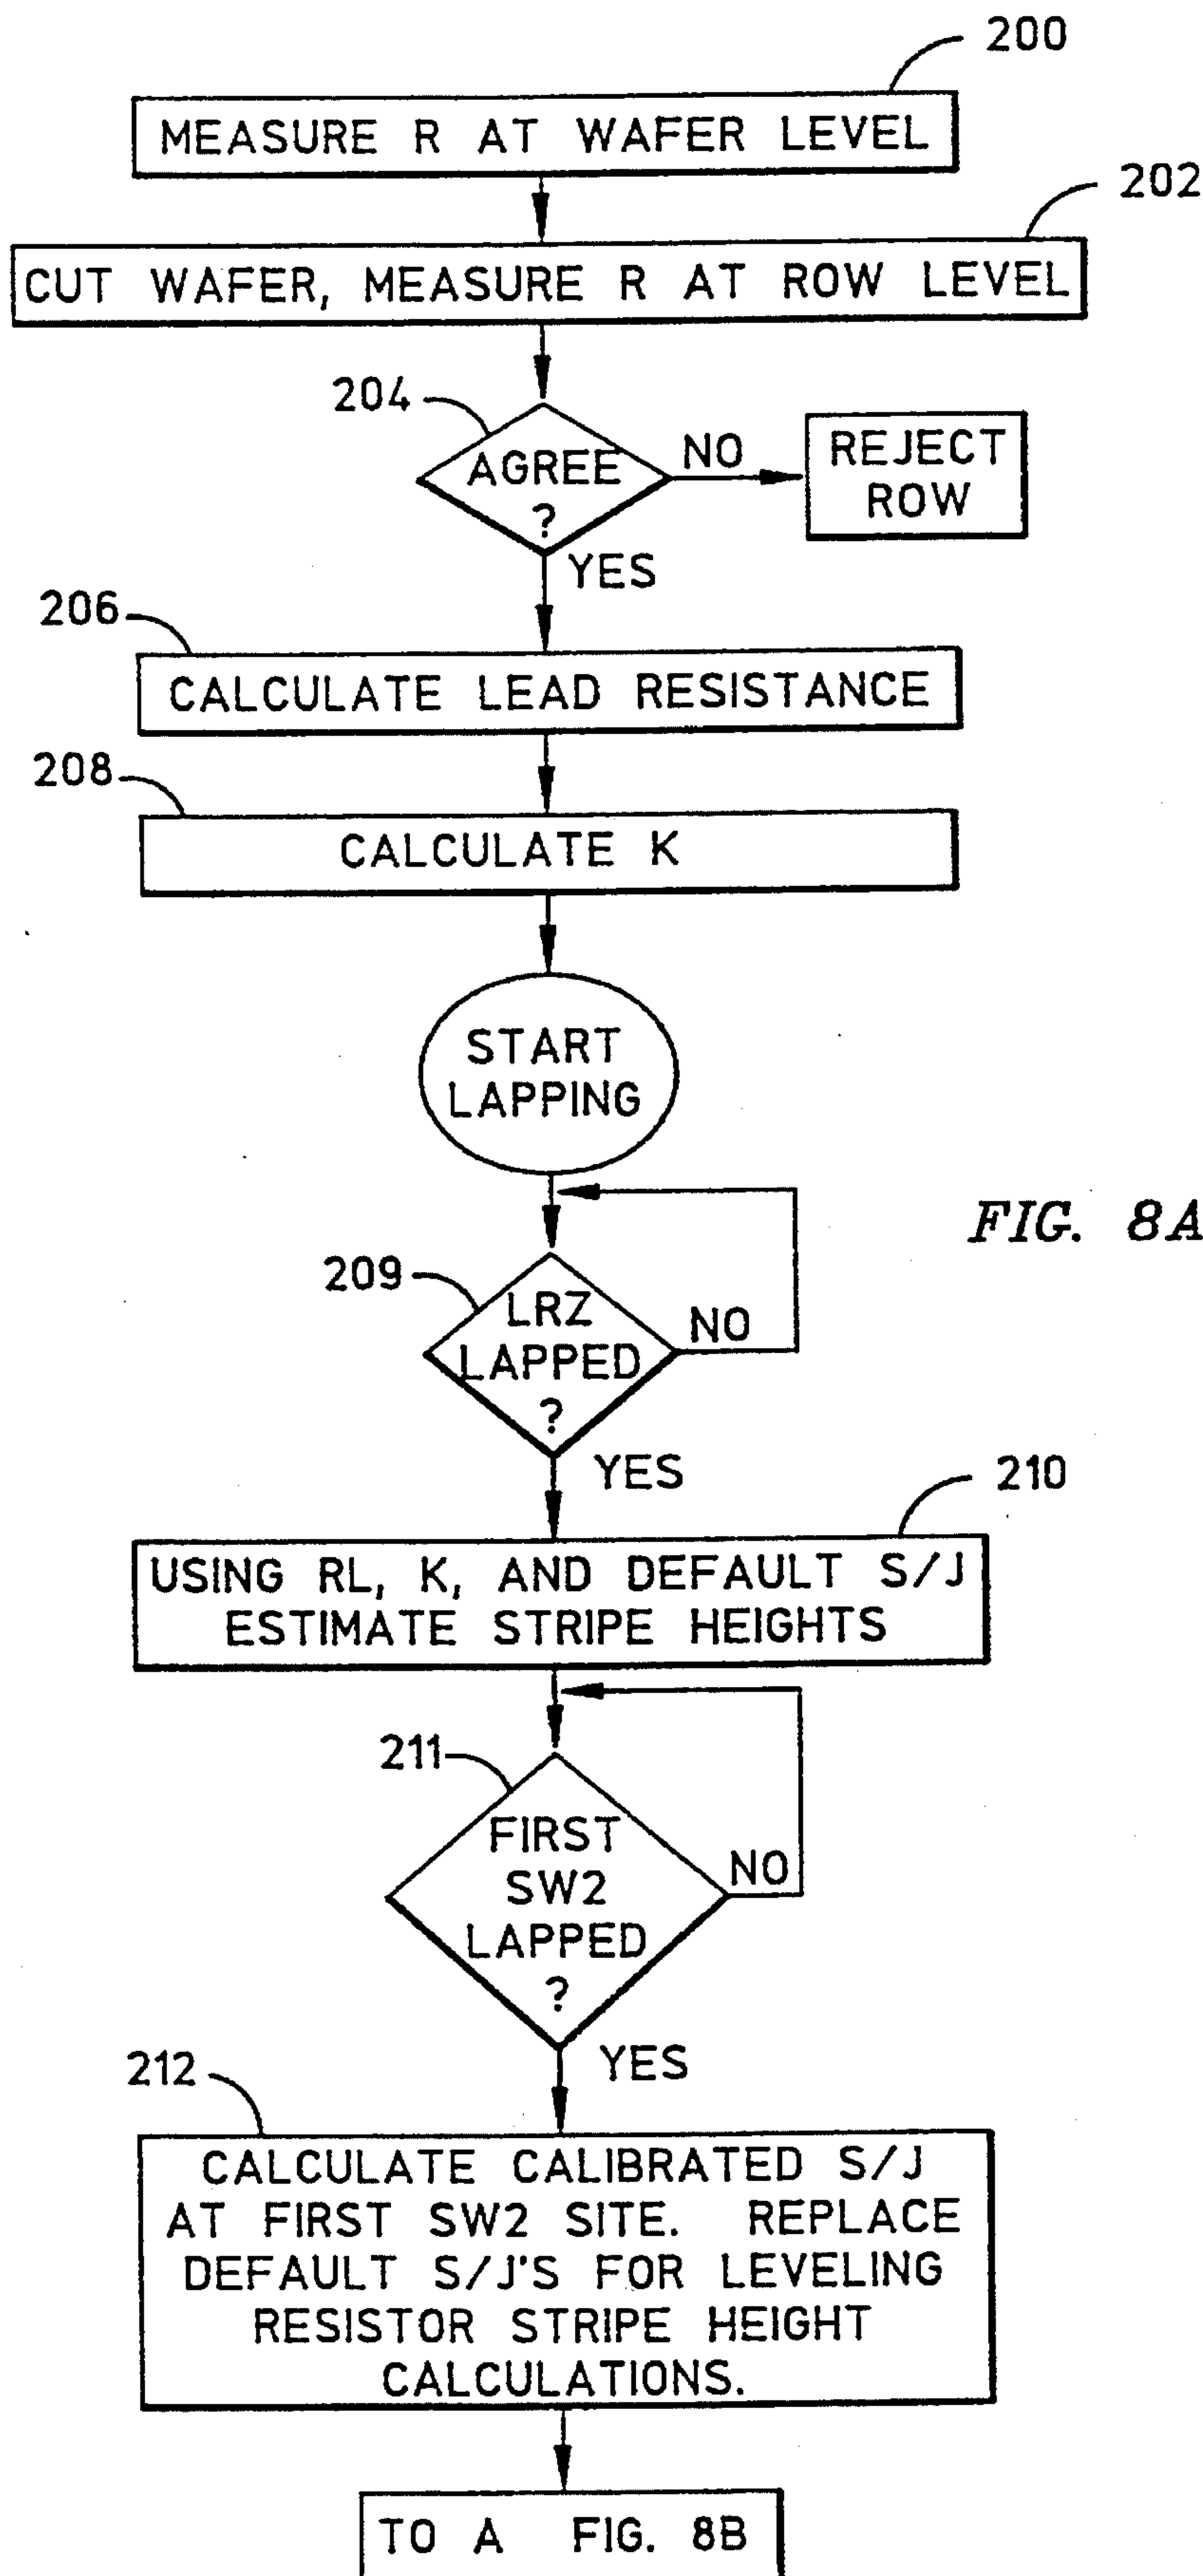 200
MEASURE R AT WAFER LEVEL
202
CUT WAFER, MEASURE R AT ROW LEVEL
204
AGREE
?
NO
REJECT
ROW
YES
206
CALCULATE LEAD RESISTANCE
208
CALCULATE K
START
LAPPING
FIG. 8A
209
LRZ
LAPPED
?
NO
YES
210
USING RL, K, AND DEFAULT S/J
ESTIMATE STRIPE HEIGHTS
211
FIRST
SW2
LAPPED
?
NO
YES
212
CALCULATE CALIBRATED S/J
AT FIRST SW2 SITE. REPLACE
DEFAULT S/J'S FOR LEVELING
RESISTOR STRIPE HEIGHT
CALCULATIONS.
TO A FIG. 8B